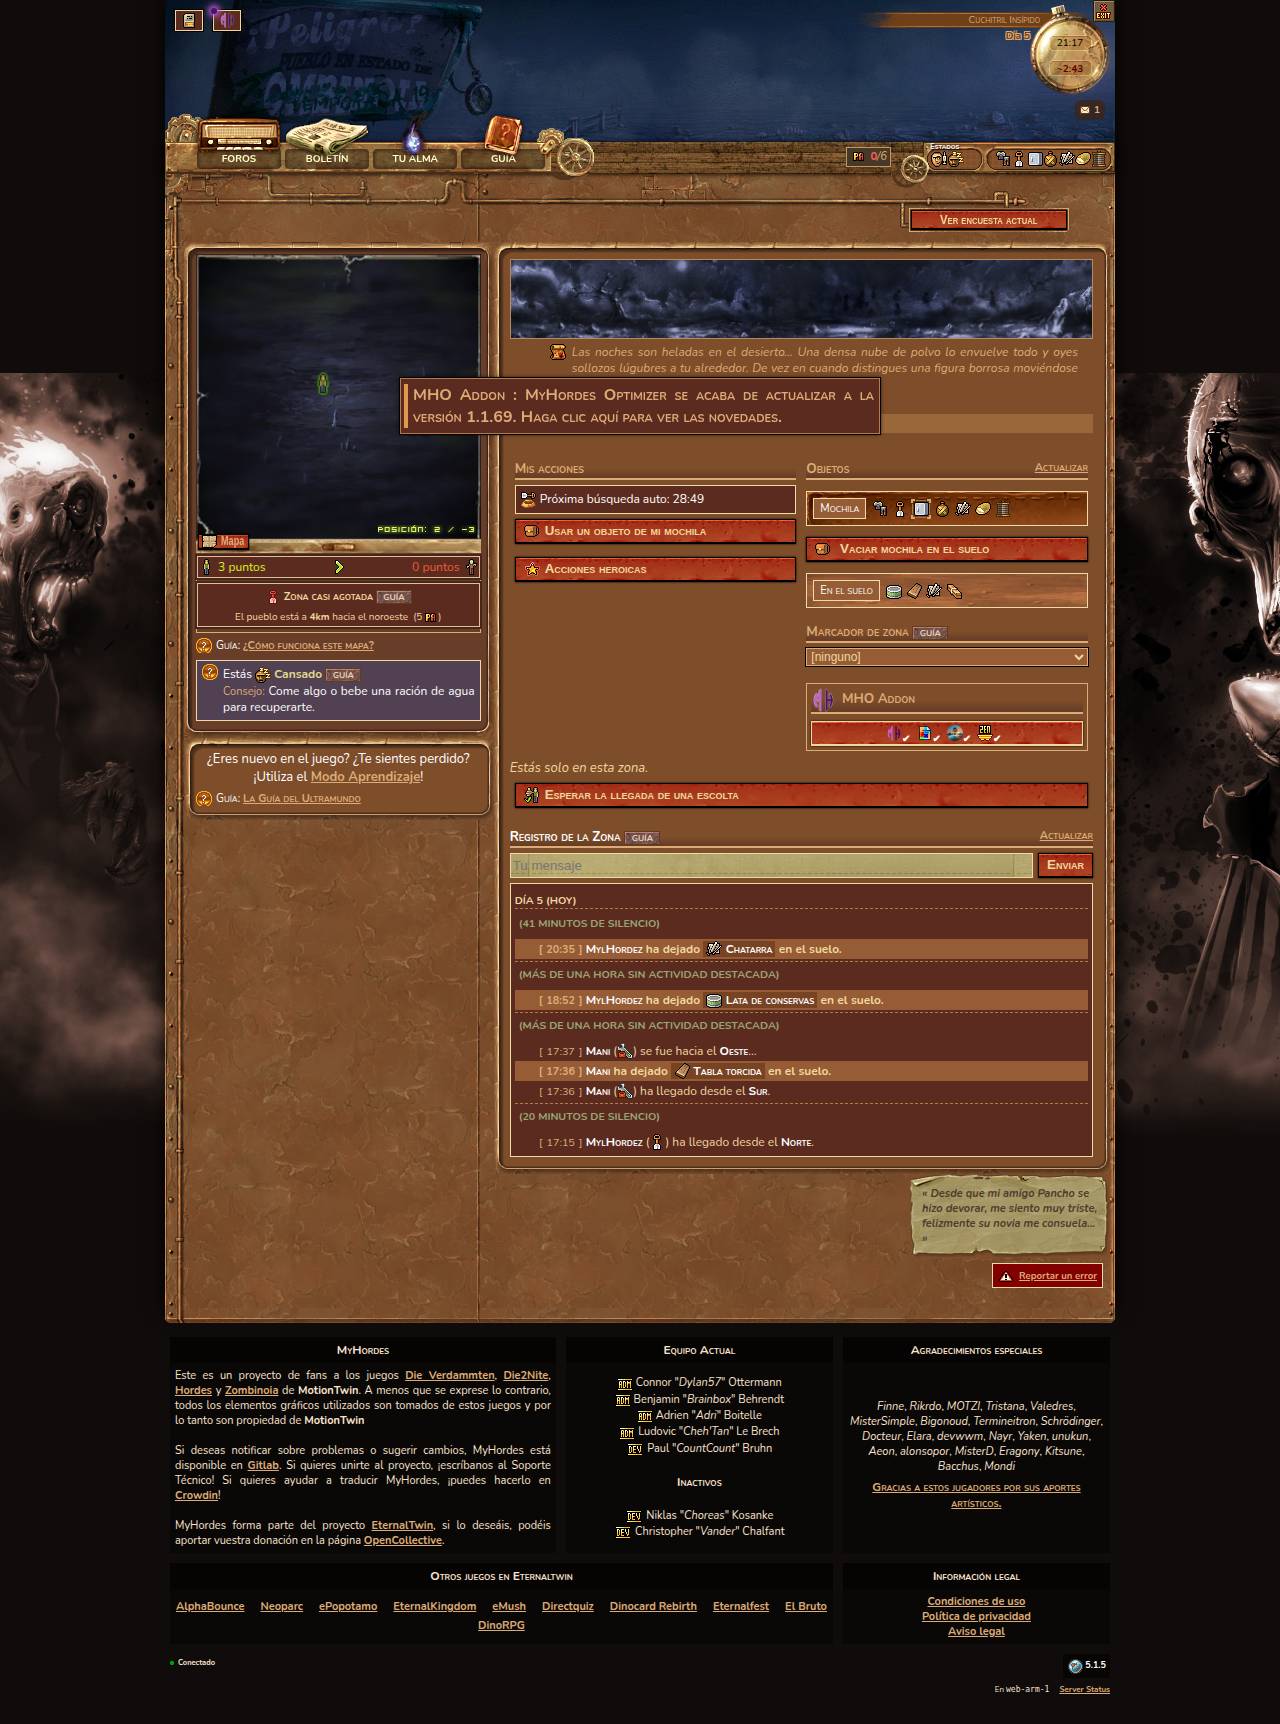 ¡Peligro!
PUEBLO EN ESTADO DE
Cuchitril Insípido
EXIT
Día 5
21:17
~2:43
1
FOROS
BOLETÍN
TU ALMA
GUÍA
PA 0/6
Estados
Ver encuesta actual
Las noches son heladas en el desierto... Una densa nube de polvo lo envuelve todo y oyes
sollozos lúgubres a tu alrededor. De vez en cuando distingues una figura borrosa moviéndose
MHO Addon : MyHordes Optimizer se acaba de actualizar a la
versión 1.1.69. Haga clic aquí para ver las novedades.
Posición: 2 / -3
Mapa
3 puntos
0 puntos
Zona casi agotada GUÍA
El pueblo está a 4km hacia el noroeste (5 PA)
Guía: ¿Cómo funciona este mapa?
Estás Cansado GUÍA
Consejo: Come algo o bebe una ración de agua
para recuperarte.
¿Eres nuevo en el juego? ¿Te sientes perdido?
¡Utiliza el Modo Aprendizaje!
Guía: La Guía del Ultramundo
Mis acciones
Próxima búsqueda auto: 28:49
Usar un objeto de mi mochila
Acciones heroicas
Objetos
Actualizar
Mochila
Vaciar mochila en el suelo
En el suelo
Marcador de zona GUÍA
[ninguno]
MHO Addon
Estás solo en esta zona.
Esperar la llegada de una escolta
Registro de la Zona GUÍA
Actualizar
Tu mensaje
Enviar
DÍA 5 (HOY)
(41 MINUTOS DE SILENCIO)
[ 20:35 ] MylHordez ha dejado Chatarra en el suelo.
(MÁS DE UNA HORA SIN ACTIVIDAD DESTACADA)
[ 18:52 ] MylHordez ha dejado Lata de conservas en el suelo.
(MÁS DE UNA HORA SIN ACTIVIDAD DESTACADA)
[ 17:37 ] Mani ( ) se fue hacia el Oeste...
[ 17:36 ] Mani ha dejado Tabla torcida en el suelo.
[ 17:36 ] Mani ( ) ha llegado desde el Sur.
(20 MINUTOS DE SILENCIO)
[ 17:15 ] MylHordez ( ) ha llegado desde el Norte.
« Desde que mi amigo Pancho se
hizo devorar, me siento muy triste,
felizmente su novia me consuela...
»
Reportar un error
MyHordes
Este es un proyecto de fans a los juegos Die Verdammten, Die2Nite,
Hordes y Zombinoia de MotionTwin. A menos que se exprese lo contrario,
todos los elementos gráficos utilizados son tomados de estos juegos y por
lo tanto son propiedad de MotionTwin
Si deseas notificar sobre problemas o sugerir cambios, MyHordes está
disponible en Gitlab. Si quieres unirte al proyecto, ¡escríbanos al Soporte
Técnico! Si quieres ayudar a traducir MyHordes, ¡puedes hacerlo en
Crowdin!
MyHordes forma parte del proyecto EternalTwin, si lo deseáis, podéis
aportar vuestra donación en la página OpenCollective.
Equipo Actual
ADM Connor "Dylan57" Ottermann
ADM Benjamin "Brainbox" Behrendt
ADM Adrien "Adri" Boitelle
ADM Ludovic "Cheh'Tan" Le Brech
DEV Paul "CountCount" Bruhn
Inactivos
DEV Niklas "Choreas" Kosanke
DEV Christopher "Vander" Chalfant
Agradecimientos especiales
Finne, Rikrdo, MOTZI, Tristana, Valedres,
MisterSimple, Bigonoud, Termineitron, Schrödinger,
Docteur, Elara, devwwm, Nayr, Yaken, unukun,
Aeon, alonsopor, MisterD, Eragony, Kitsune,
Bacchus, Mondi
Gracias a estos jugadores por sus aportes
artísticos.
Otros juegos en Eternaltwin
AlphaBounce Neoparc ePopotamo EternalKingdom eMush Directquiz Dinocard Rebirth Eternalfest El Bruto
DinoRPG
Información legal
Condiciones de uso
Política de privacidad
Aviso legal
Conectado
5.1.5
En web-arm-1 Server Status